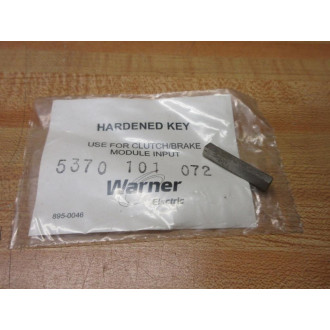 HARDENED KEY
USE FOR CLUTCH/BRAKE
MODULE INPUT
5370 101 072
Warner
Electric
895-0046